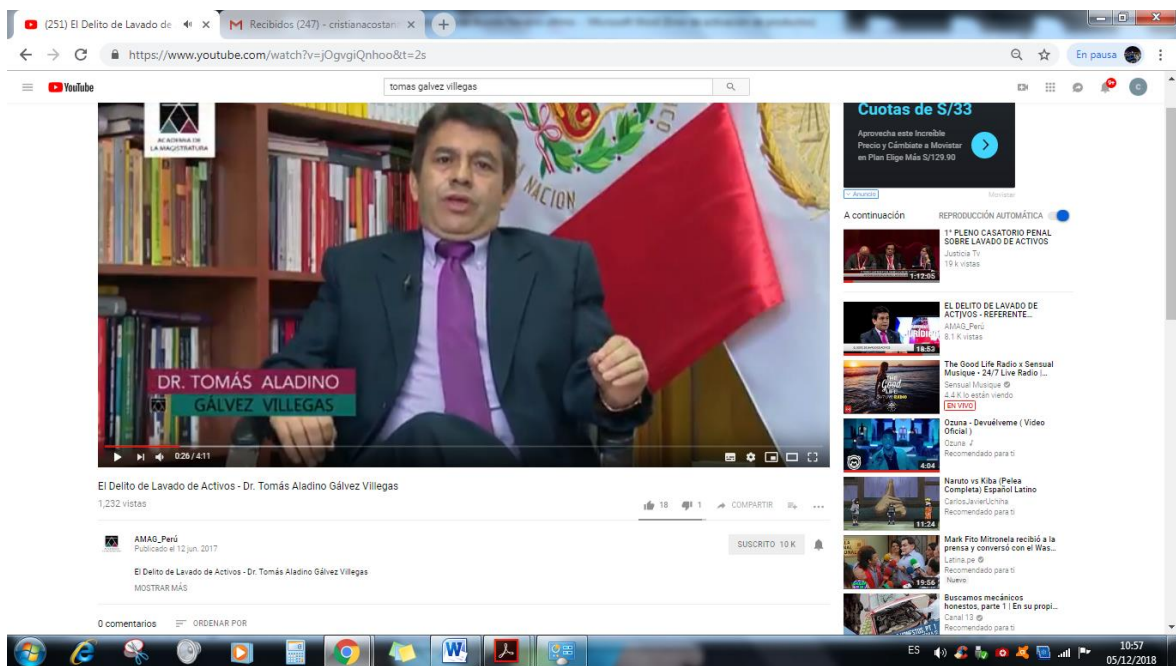 (251) El Delito de Lavado de
Recibidos (247) - cristianacostan
https://www.youtube.com/watch?v=jOgvgiQnhoo&t=2s
En pausa
YouTube
tomas galvez villegas
9+
C
ACADEMIA DE
LA MAGISTRATURA
NACION
DR. TOMÁS ALADINO
GÁLVEZ VILLEGAS
0:26 / 4:11
El Delito de Lavado de Activos - Dr. Tomás Aladino Gálvez Villegas
1,232 vistas
18
1
COMPARTIR
AMAG_Perú
Publicado el 12 jun. 2017
SUSCRITO 10 K
El Delito de Lavado de Activos - Dr. Tomás Aladino Gálvez Villegas
MOSTRAR MÁS
0 comentarios
ORDENAR POR
Cuotas de S/33
Aprovecha este Increíble
Precio y Cámbiate a Movistar
en Plan Elige Más S/129.90
Anuncio
Movistar
A continuación
REPRODUCCIÓN AUTOMÁTICA
1° PLENO CASATORIO PENAL
SOBRE LAVADO DE ACTIVOS
Justicia Tv
19 k vistas
1:12:05
EL DELITO DE LAVADO DE
ACTIVOS - REFERENTE...
AMAG_Perú
8.1 K vistas
18:53
The Good Life Radio x Sensual
Musique - 24/7 Live Radio |...
Sensual Musique
4.4 K lo están viendo
EN VIVO
Ozuna - Devuélveme ( Video
Oficial )
Ozuna
Recomendado para ti
4:04
Naruto vs Kiba (Pelea
Completa) Español Latino
CarlosJavierUchiha
Recomendado para ti
11:24
Mark Fito Mitronela recibió a la
prensa y conversó con el Was...
Latina.pe
Recomendado para ti
Nuevo
19:56
Buscamos mecánicos
honestos, parte 1 | En su propi...
Canal 13
Recomendado para ti
ES
10:57
05/12/2018